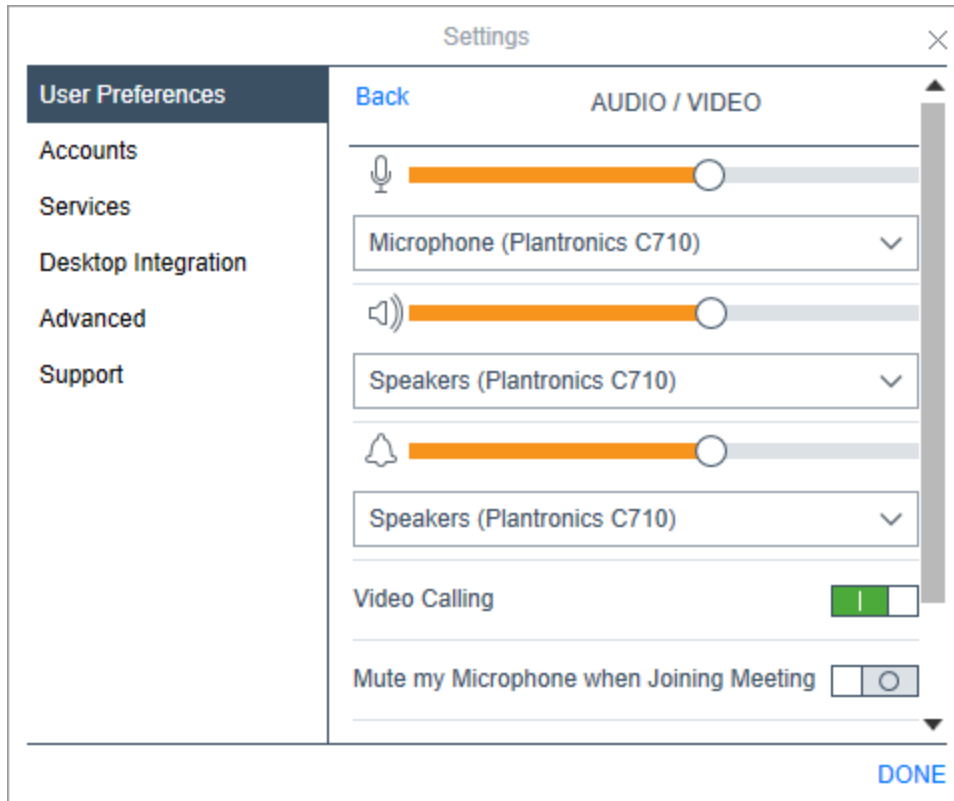 Settings
User Preferences
Accounts
Services
Desktop Integration
Advanced
Support
Back
AUDIO / VIDEO
Microphone (Plantronics C710)
Speakers (Plantronics C710)
Speakers (Plantronics C710)
Video Calling
Mute my Microphone when Joining Meeting
DONE